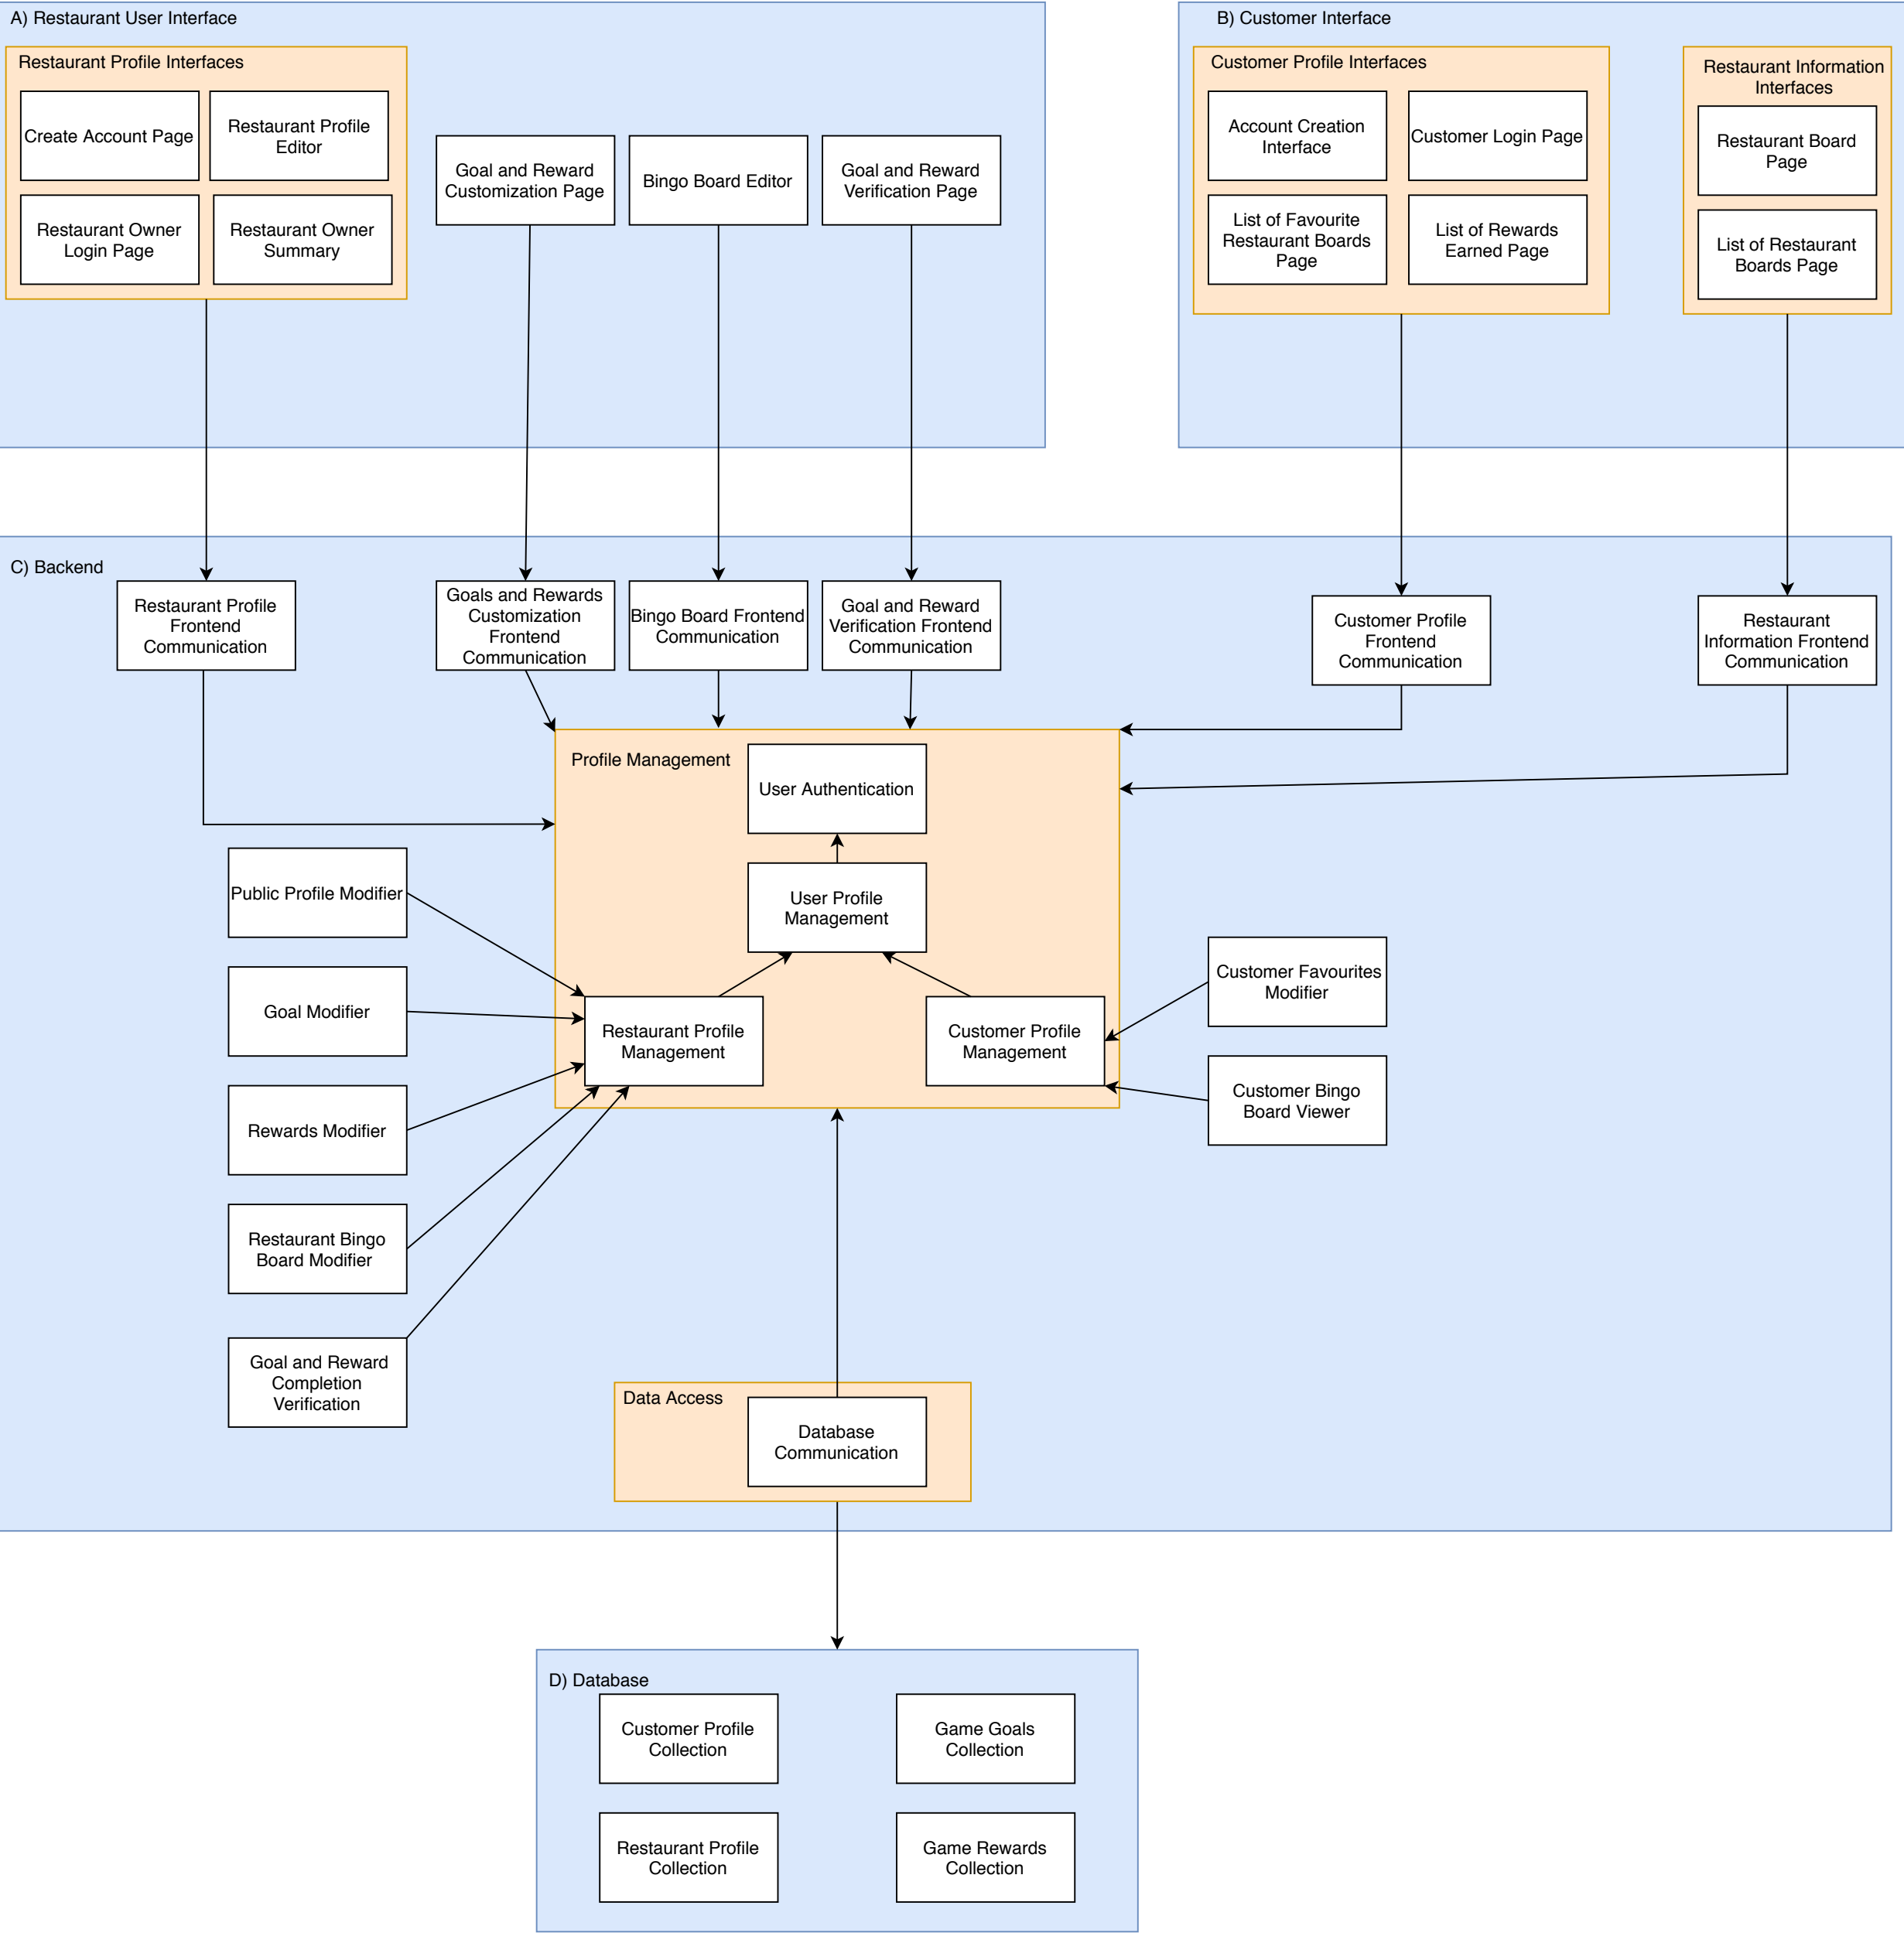 A) Restaurant User Interface
Restaurant Profile Interfaces
Create Account Page
Restaurant Profile
Editor
Restaurant Owner
Login Page
Restaurant Owner
Summary
Goal and Reward
Customization Page
Bingo Board Editor
Goal and Reward
Verification Page
B) Customer Interface
Customer Profile Interfaces
Account Creation
Interface
Customer Login Page
List of Favourite
Restaurant Boards
Page
List of Rewards
Earned Page
Restaurant Information
Interfaces
Restaurant Board
Page
List of Restaurant
Boards Page
C) Backend
Restaurant Profile
Frontend
Communication
Goals and Rewards
Customization
Frontend
Communication
Bingo Board Frontend
Communication
Goal and Reward
Verification Frontend
Communication
Customer Profile
Frontend
Communication
Restaurant
Information Frontend
Communication
Profile Management
User Authentication
User Profile
Management
Restaurant Profile
Management
Customer Profile
Management
Public Profile Modifier
Goal Modifier
Rewards Modifier
Restaurant Bingo
Board Modifier
Goal and Reward
Completion
Verification
Customer Favourites
Modifier
Customer Bingo
Board Viewer
Data Access
Database
Communication
D) Database
Customer Profile
Collection
Game Goals
Collection
Restaurant Profile
Collection
Game Rewards
Collection